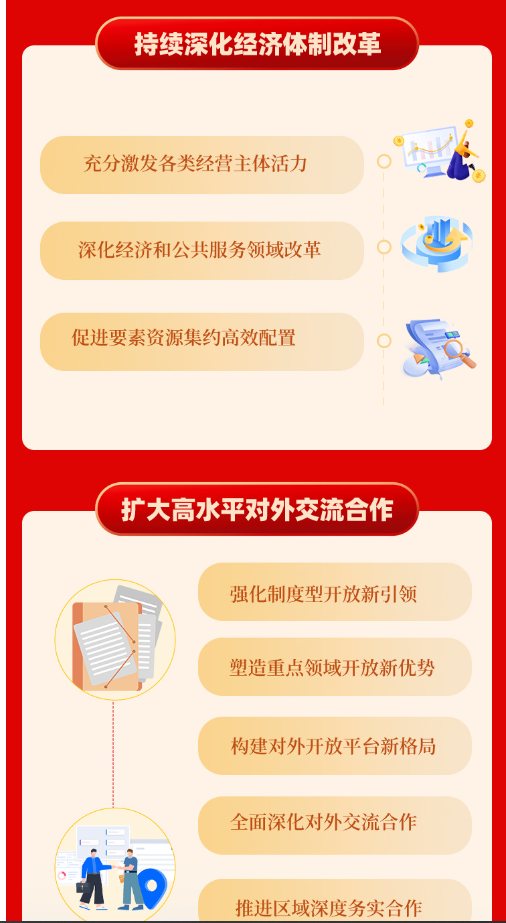 持续深化经济体制改革
充分激发各类经营主体活力
深化经济和公共服务领域改革
促进要素资源集约高效配置
扩大高水平对外交流合作
强化制度型开放新引领
塑造重点领域开放新优势
构建对外开放平台新格局
全面深化对外交流合作
推进区域深度务实合作